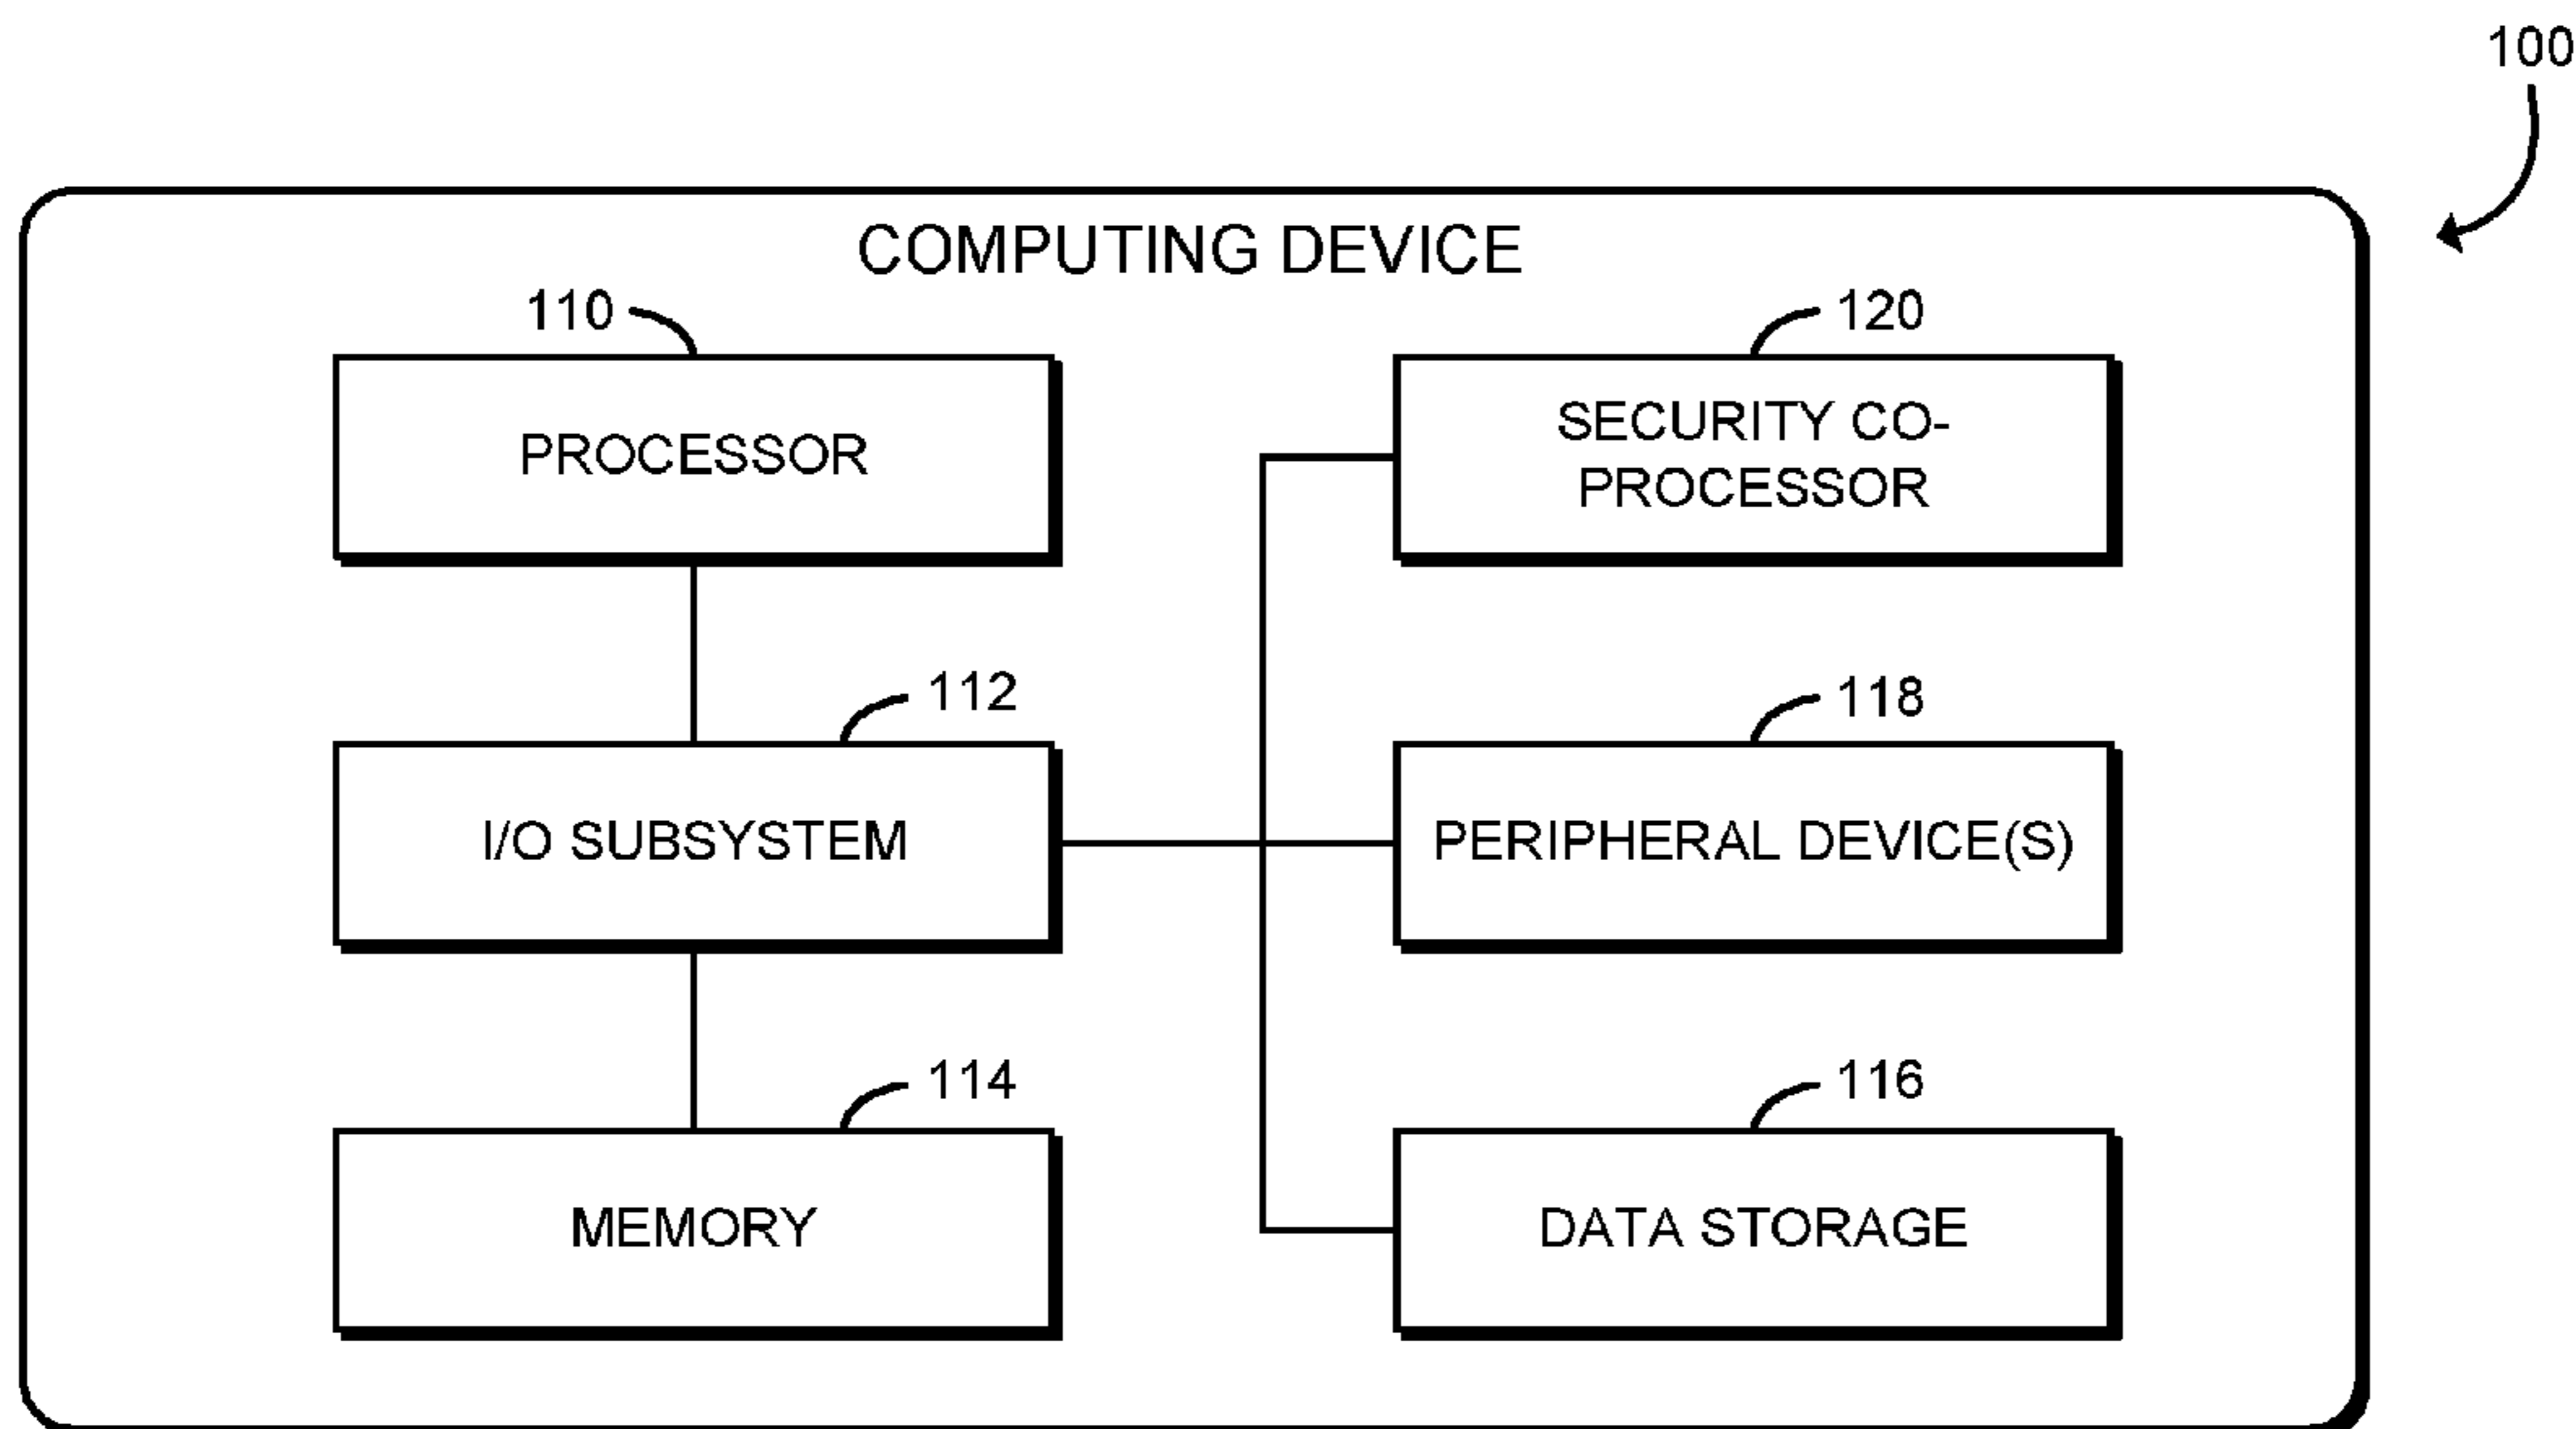 100
COMPUTING DEVICE
110
120
PROCESSOR
SECURITY CO-
PROCESSOR
112
118
I/O SUBSYSTEM
PERIPHERAL DEVICE(S)
114
116
MEMORY
DATA STORAGE